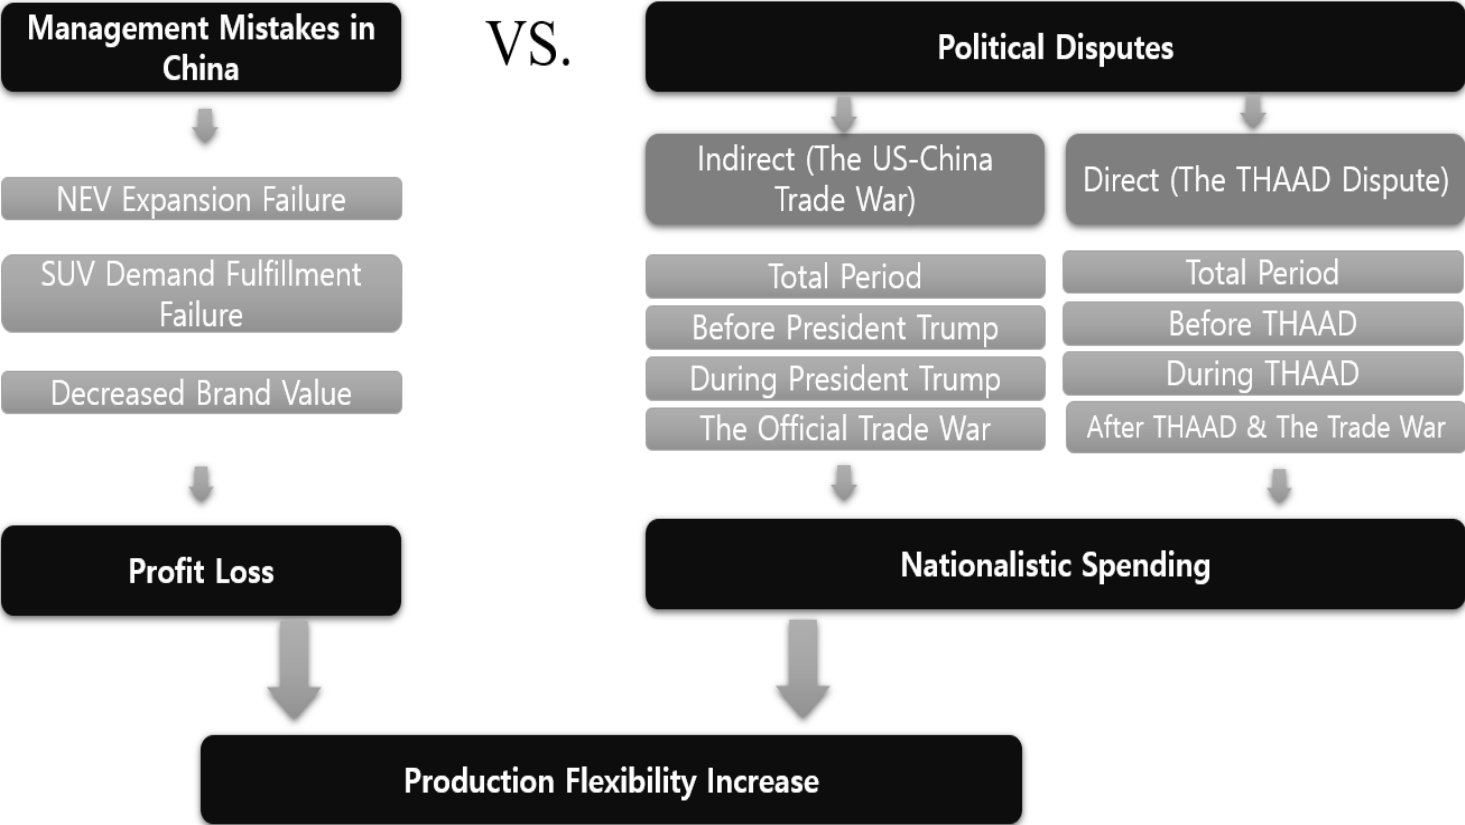 Management Mistakes in
China
VS.
Political Disputes
NEV Expansion Failure
SUV Demand Fulfillment
Failure
Decreased Brand Value
Profit Loss
Indirect (The US-China
Trade War)
Total Period
Before President Trump
During President Trump
The Official Trade War
Direct (The THAAD Dispute)
Total Period
Before THAAD
During THAAD
After THAAD & The Trade War
Nationalistic Spending
Production Flexibility Increase